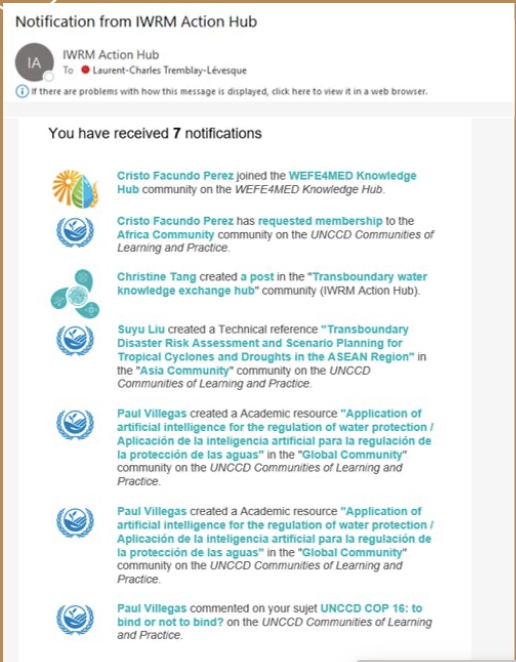 Notification from IWRM Action Hub
IA
IWRM Action Hub
To Laurent-Charles Tremblay-Lévesque
If there are problems with how this message is displayed, click here to view it in a web browser.
You have received 7 notifications
Cristo Facundo Perez joined the WEFE4MED Knowledge
Hub community on the WEFE4MED Knowledge Hub.
Cristo Facundo Perez has requested membership to the
Africa Community community on the UNCCD Communities of
Learning and Practice.
Christine Tang created a post in the "Transboundary water
knowledge exchange hub" community (IWRM Action Hub).
Suyu Liu created a Technical reference "Transboundary
Disaster Risk Assessment and Scenario Planning for
Tropical Cyclones and Droughts in the ASEAN Region" in
the "Asia Community" community on the UNCCD
Communities of Learning and Practice.
Paul Villegas created a Academic resource "Application of
artificial intelligence for the regulation of water protection /
Aplicación de la inteligencia artificial para la regulación de
la protección de las aguas" in the "Global Community"
community on the UNCCD Communities of Learning and
Practice.
Paul Villegas created a Academic resource "Application of
artificial intelligence for the regulation of water protection /
Aplicación de la inteligencia artificial para la regulación de
la protección de las aguas" in the "Global Community"
community on the UNCCD Communities of Learning and
Practice.
Paul Villegas commented on your sujet UNCCD COP 16: to
bind or not to bind? on the UNCCD Communities of Learning
and Practice.